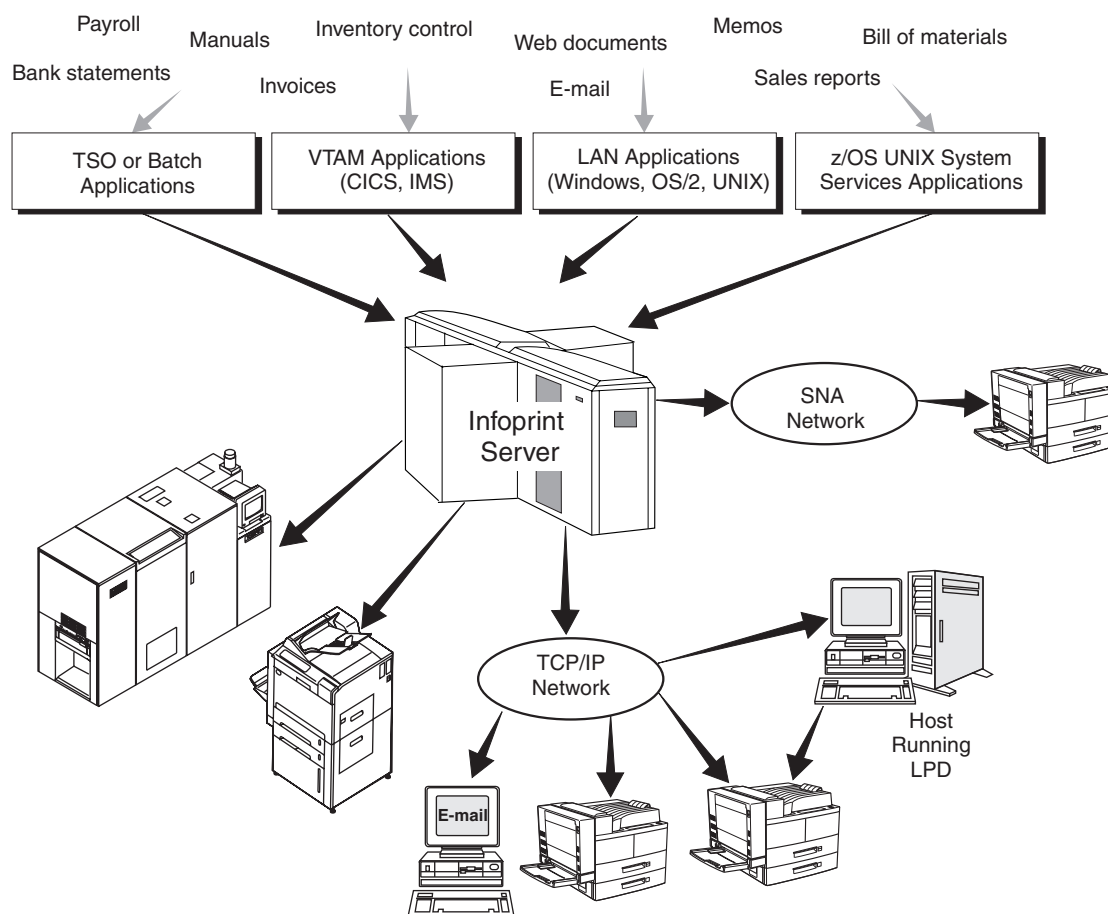 Payroll
Manuals
Inventory control
Web documents
Memos
Bill of materials
Bank statements
Invoices
E-mail
Sales reports
TSO or Batch
Applications
VTAM Applications
(CICS, IMS)
LAN Applications
(Windows, OS/2, UNIX)
z/OS UNIX System
Services Applications
Infoprint
Server
SNA
Network
TCP/IP
Network
Host
Running
LPD
E-mail